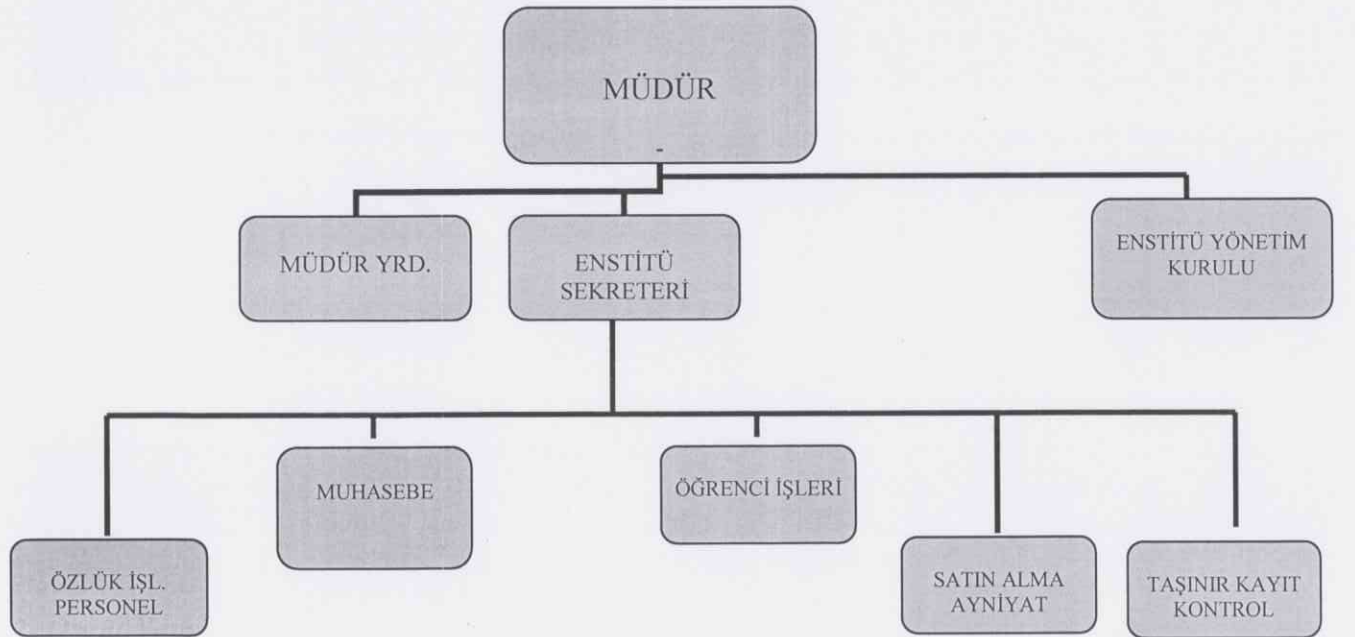 MÜDÜR
-
MÜDÜR YRD.
ENSTİTÜ
SEKRETERİ
ENSTİTÜ YÖNETİM
KURULU
MUHASEBE
ÖĞRENCİ İŞLERİ
ÖZLÜK İŞL.
PERSONEL
SATIN ALMA
AYNİYAT
TAŞINIR KAYIT
KONTROL